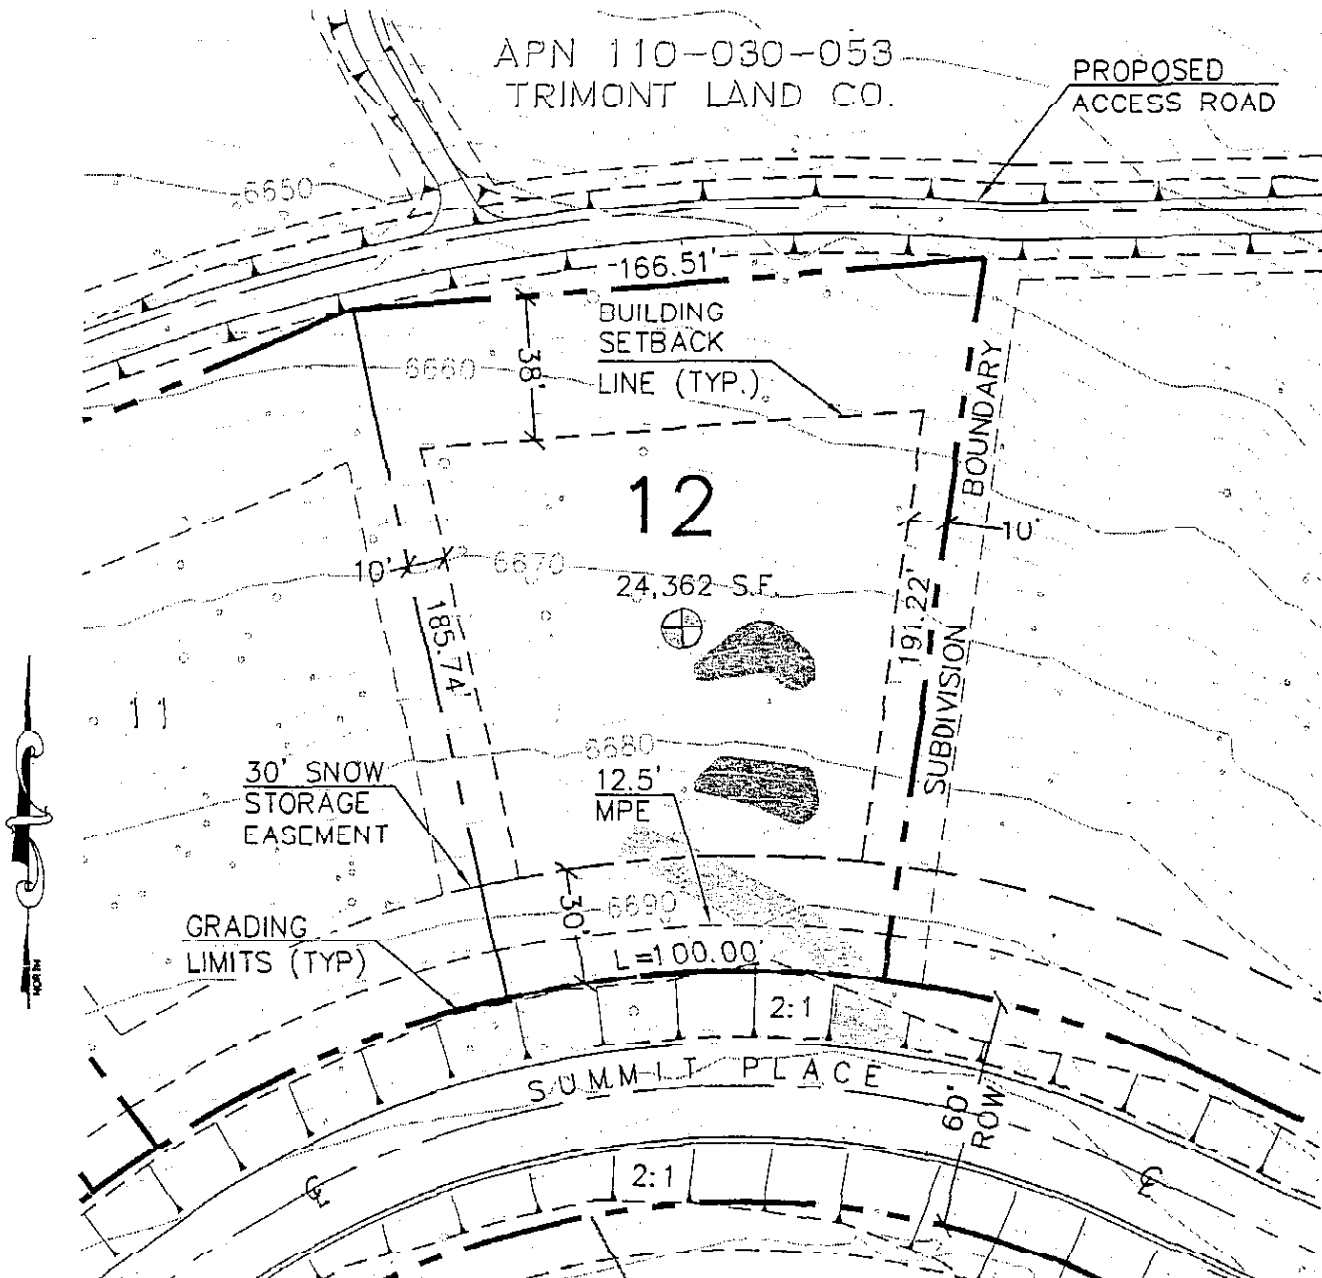 APN 110-030-053
TRIMONT LAND CO.
PROPOSED
ACCESS ROAD
6650
166.51'
BUILDING
SETBACK
LINE (TYP.)
38'
6660
BOUNDARY
12
10'
10'
6670
24,362 S.F.
185.74'
191.22'
SUBDIVISION
11
6680
30' SNOW
STORAGE
EASEMENT
12.5'
MPE
30'
6690
GRADING
LIMITS (TYP)
L=100.00'
NORTH
2:1
SUMMIT PLACE
60'
ROW
2:1